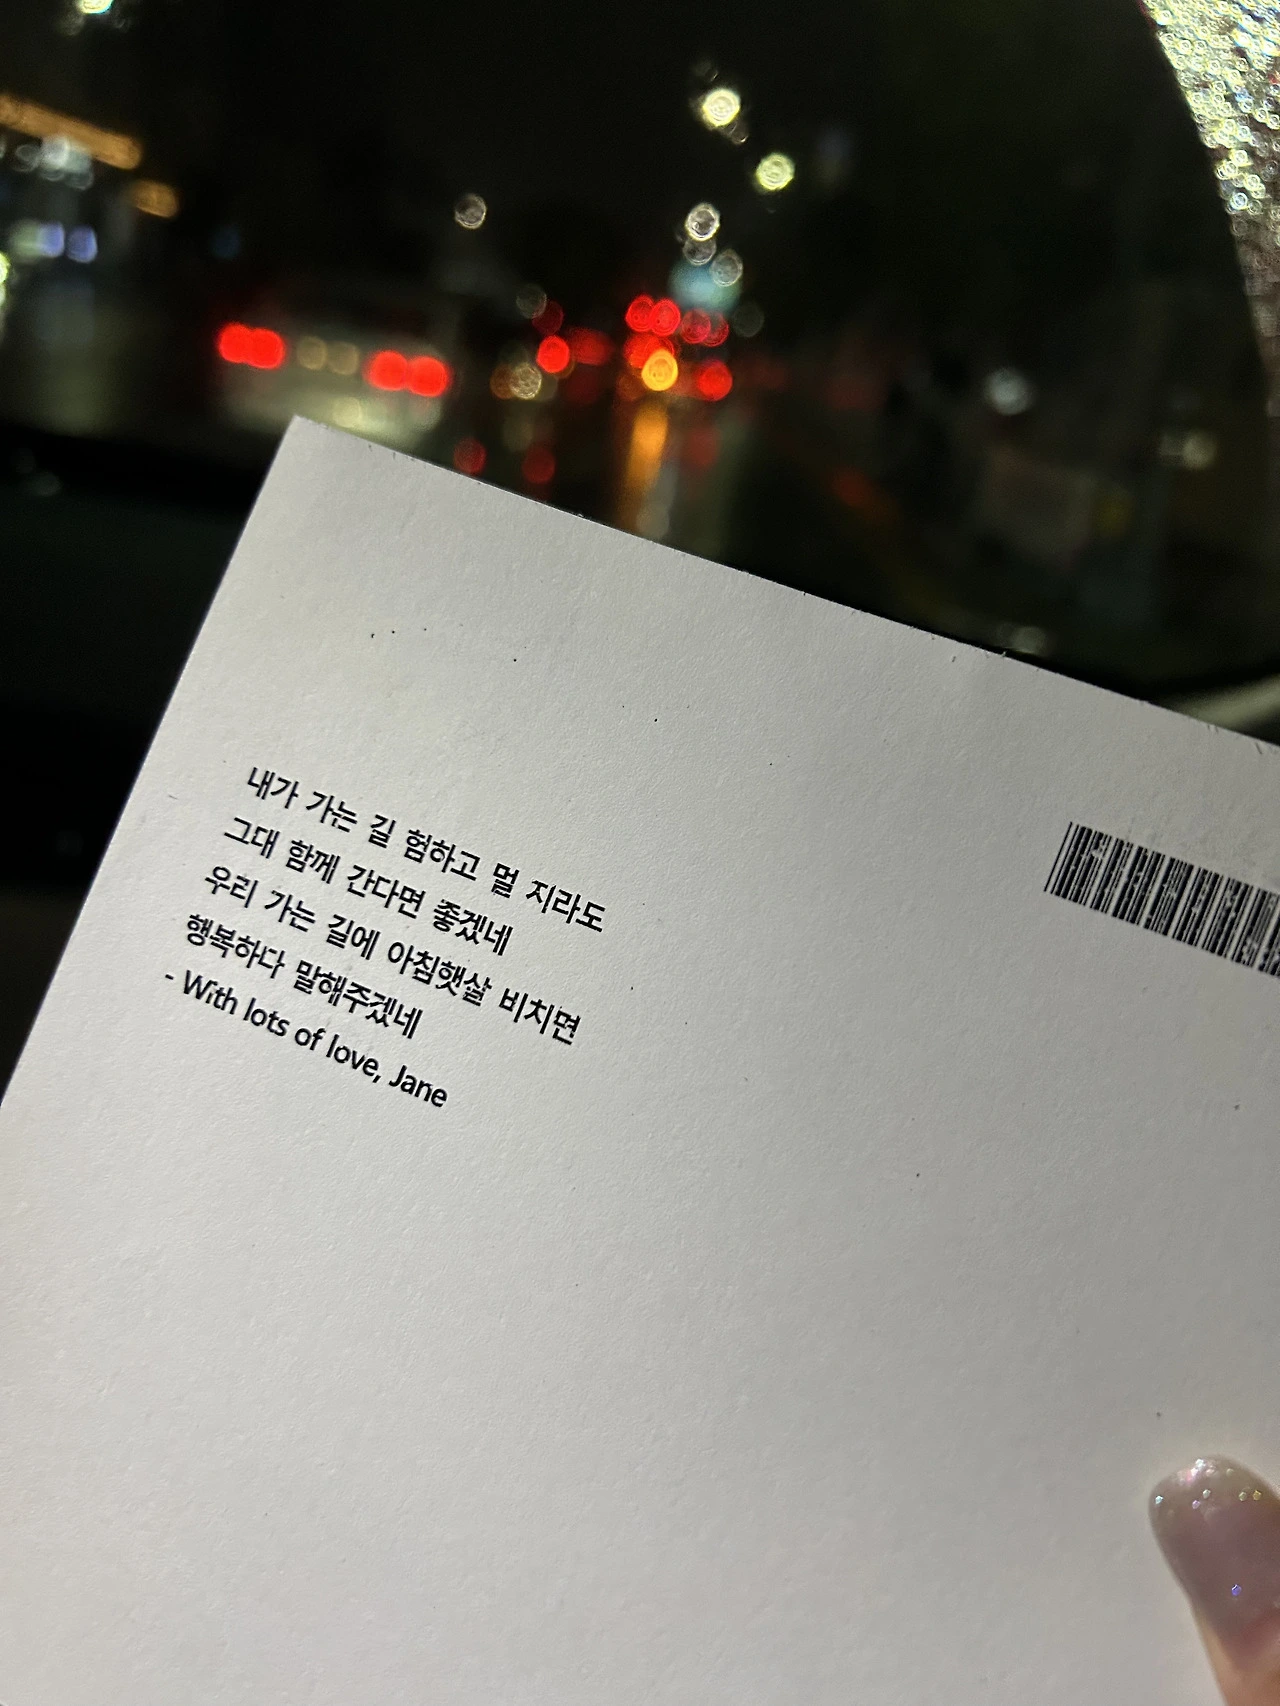 내가 가는 길 험하고 멀 지라도
그대 함께 간다면 좋겠네
우리 가는 길에 아침햇살 비치면
행복하다 말해주겠네
- With lots of love, Jane